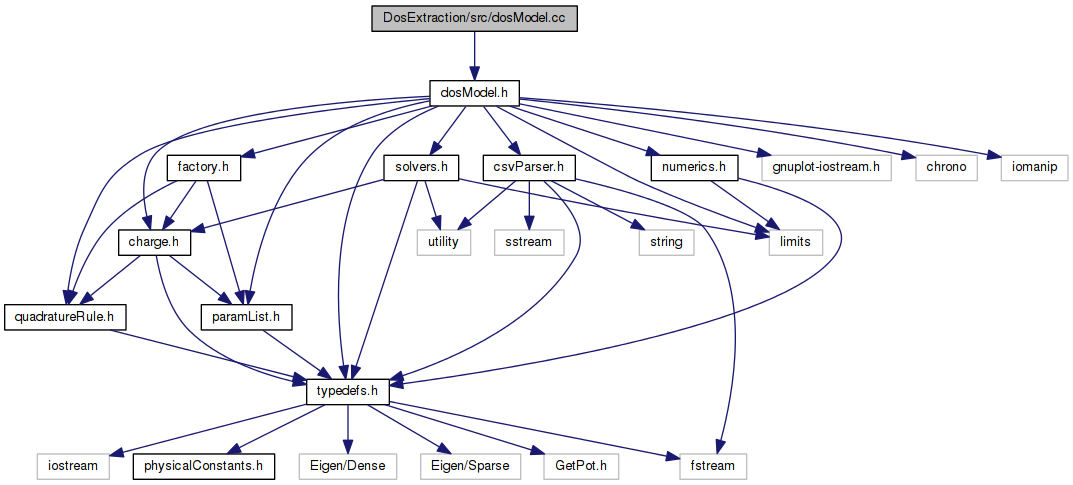 DosExtraction/src/dosModel.cc
dosModel.h
factory.h
solvers.h
csvParser.h
numerics.h
gnuplot-iostream.h
chrono
iomanip
charge.h
utility
sstream
string
limits
quadratureRule.h
paramList.h
typedefs.h
iostream
physicalConstants.h
Eigen/Dense
Eigen/Sparse
GetPot.h
fstream